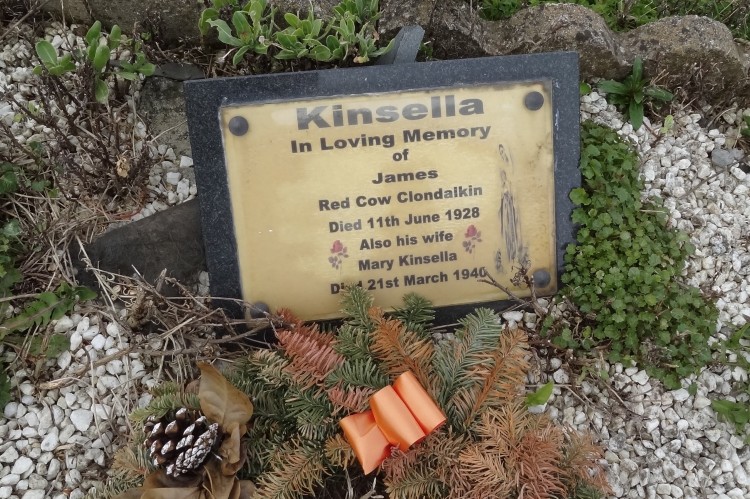 Kinsella
In Loving Memory
of
James
Red Cow Clondalkin
Died 11th June 1928
Also his wife
Mary Kinsella
Died 21st March 1940